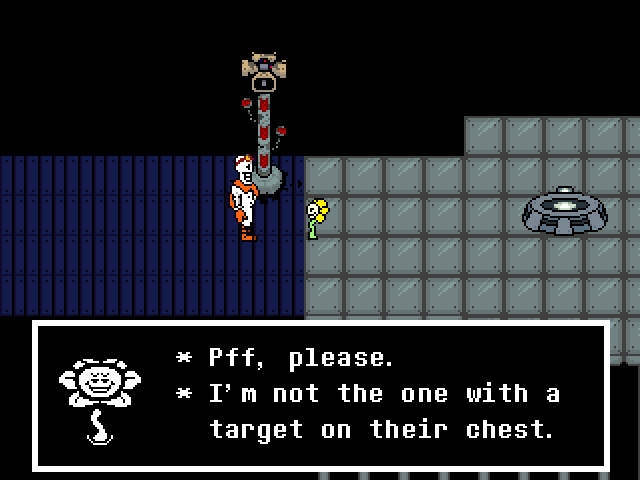 * Pff, please.
* I'm not the one with a
target on their chest.